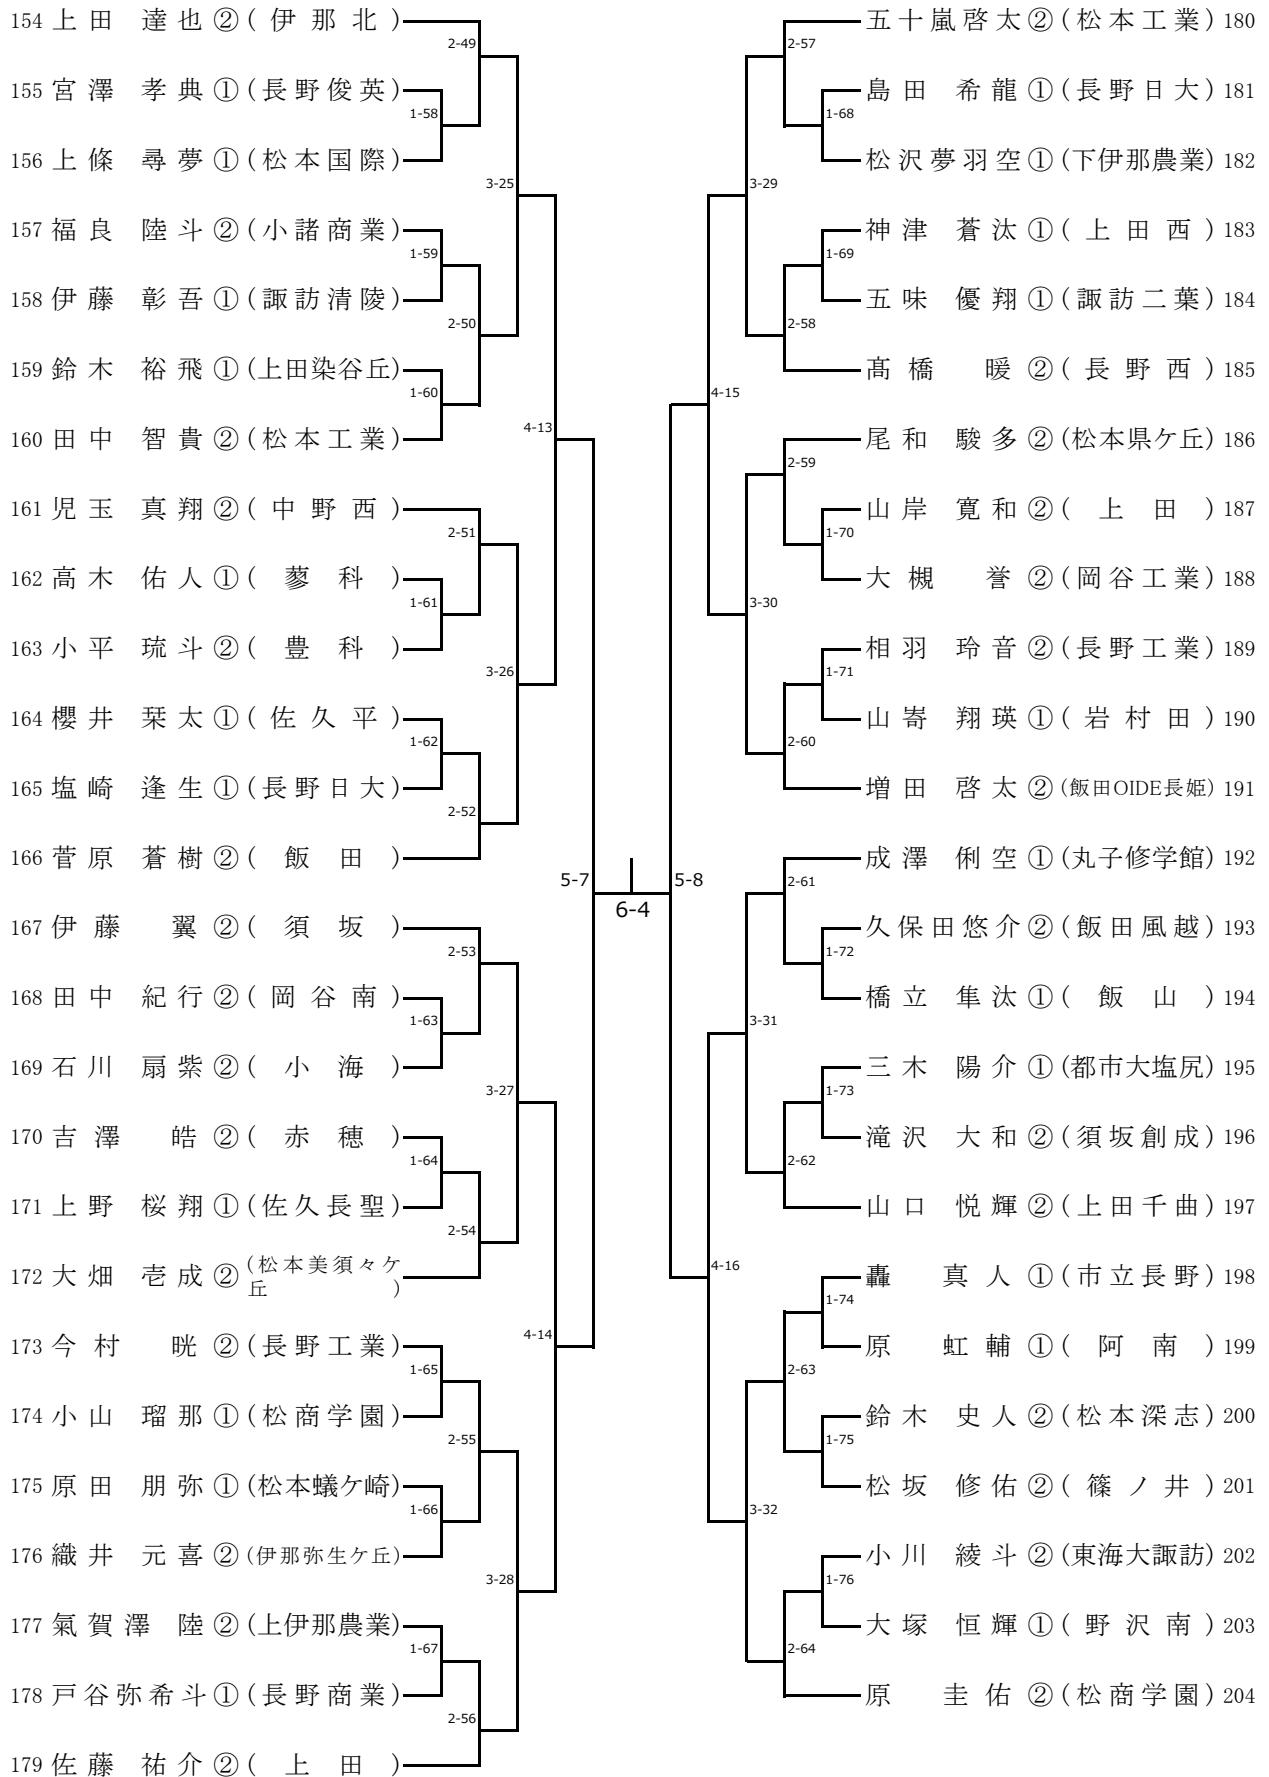 154 上田 達也 ② (伊那北)
155 宮澤 孝典 ① (長野俊英)
156 上條 尋夢 ① (松本国際)
157 福良 陸斗 ② (小諸商業)
158 伊藤 彰吾 ① (諏訪清陵)
159 鈴木 裕飛 ① (上田染谷丘)
160 田中 智貴 ② (松本工業)
161 児玉 真翔 ② (中野西)
162 高木 佑人 ① (蓼科)
163 小平 琉斗 ② (豊科)
164 櫻井 琹太 ① (佐久平)
165 塩崎 逢生 ① (長野日大)
166 菅原 蒼樹 ② (飯田)
167 伊藤 翼 ② (須坂)
168 田中 紀行 ② (岡谷南)
169 石川 扇紫 ② (小海)
170 吉澤 皓 ② (赤穂)
171 上野 桜翔 ① (佐久長聖)
172 大畑 壱成 ② (松本美須々ケ
丘)
173 今村 晄 ② (長野工業)
174 小山 瑠那 ① (松商学園)
175 原田 朋弥 ① (松本蟻ケ崎)
176 織井 元喜 ② (伊那弥生ケ丘)
177 氣賀澤 陸 ② (上伊那農業)
178 戸谷弥希斗 ① (長野商業)
179 佐藤 祐介 ② (上田)
2-49
1-58
3-25
1-59
2-50
1-60
4-13
2-51
1-61
3-26
1-62
2-52
5-7
2-53
1-63
3-27
1-64
2-54
4-14
1-65
2-55
1-66
3-28
1-67
2-56
6-4
5-8
2-57
1-68
3-29
1-69
2-58
4-15
2-59
1-70
3-30
1-71
2-60
2-61
1-72
3-31
1-73
2-62
4-16
1-74
2-63
1-75
3-32
1-76
2-64
五十嵐啓太 ② (松本工業) 180
島田 希龍 ① (長野日大) 181
松沢夢羽空 ① (下伊那農業) 182
神津 蒼汰 ① (上田西) 183
五味 優翔 ① (諏訪二葉) 184
髙橋 暖 ② (長野西) 185
尾和 駿多 ② (松本県ケ丘) 186
山岸 寛和 ② (上田) 187
大槻 誉 ② (岡谷工業) 188
相羽 玲音 ② (長野工業) 189
山嵜 翔瑛 ① (岩村田) 190
増田 啓太 ② (飯田OIDE長姫) 191
成澤 俐空 ① (丸子修学館) 192
久保田悠介 ② (飯田風越) 193
橋立 隼汰 ① (飯山) 194
三木 陽介 ① (都市大塩尻) 195
滝沢 大和 ② (須坂創成) 196
山口 悦輝 ② (上田千曲) 197
轟 真人 ① (市立長野) 198
原 虹輔 ① (阿南) 199
鈴木 史人 ② (松本深志) 200
松坂 修佑 ② (篠ノ井) 201
小川 綾斗 ② (東海大諏訪) 202
大塚 恒輝 ① (野沢南) 203
原 圭佑 ② (松商学園) 204